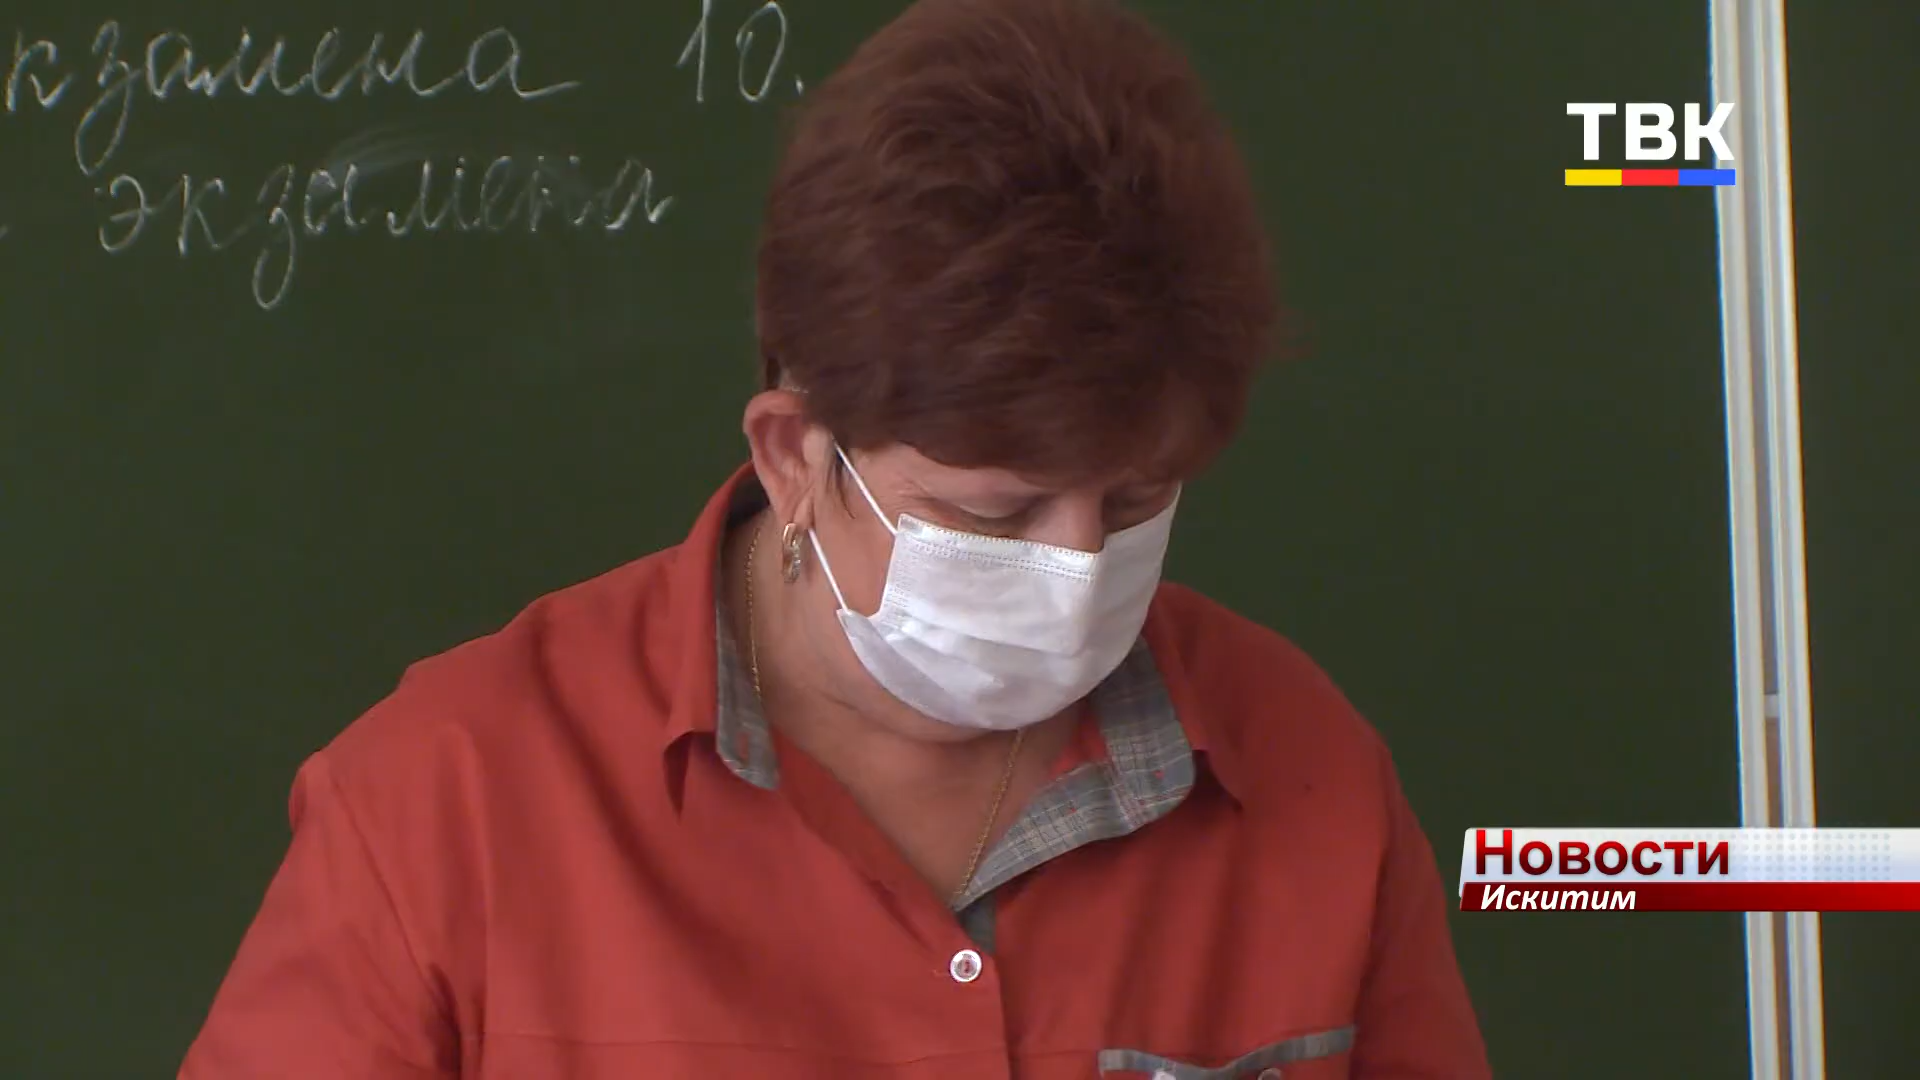 кзамена 10.
экзамена
ТВК
Новости
Искитим